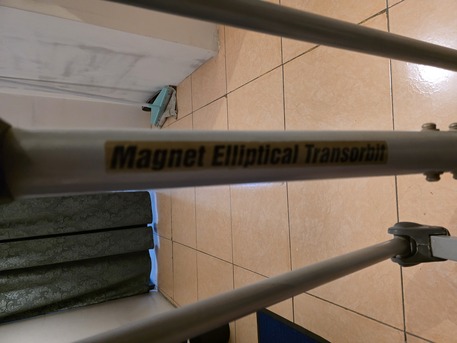 Magnet Elliptical Transorbit